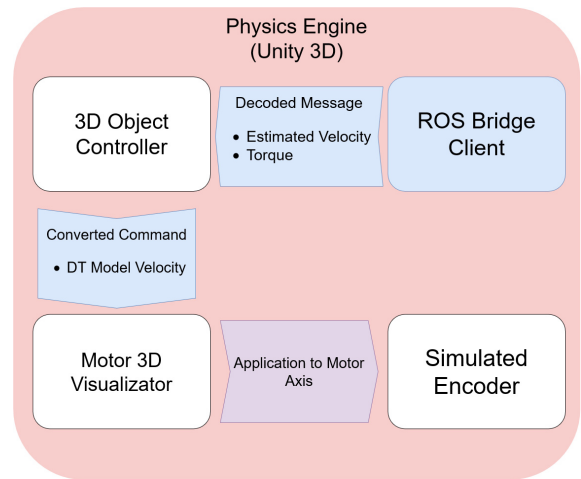 Physics Engine
(Unity 3D)
3D Object
Controller
Decoded Message
• Estimated Velocity
• Torque
ROS Bridge
Client
Converted Command
• DT Model Velocity
Motor 3D
Visualizator
Application to Motor
Axis
Simulated
Encoder